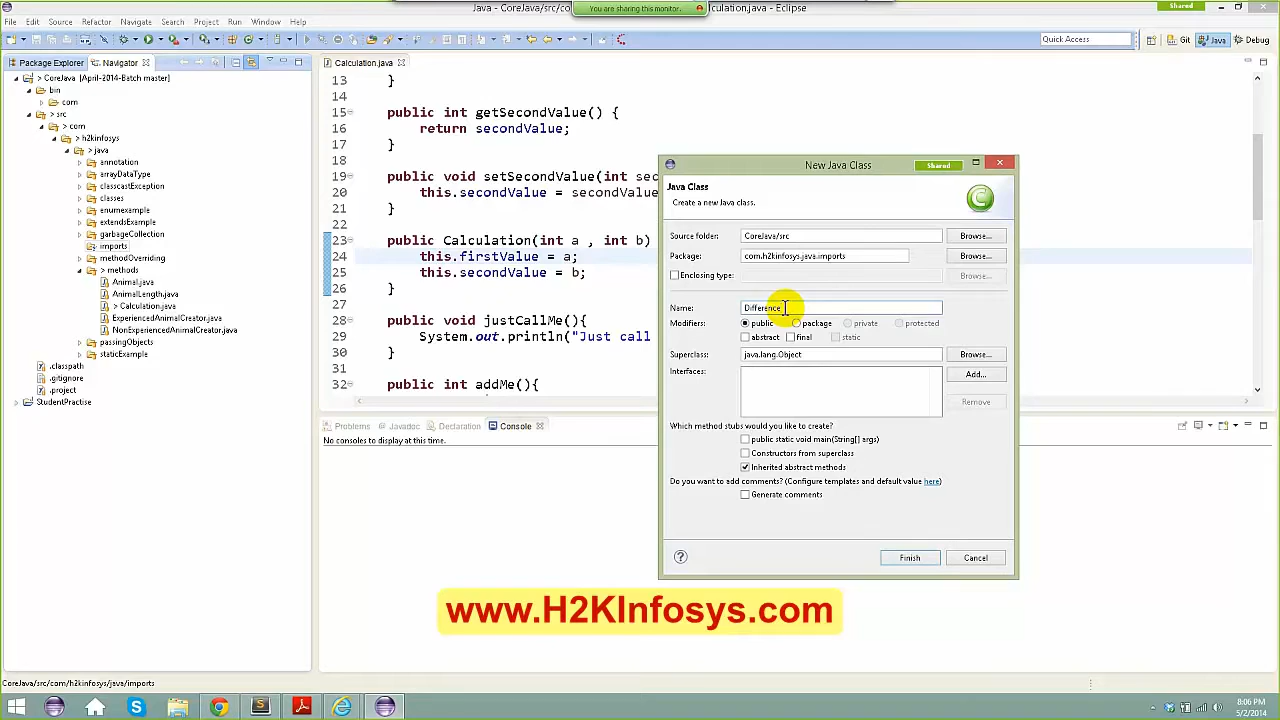 Java - CoreJava/src/co
You are sharing this monitor.
lculation.java - Eclipse
Shared
File Edit Source Refactor Navigate Search Project Run Window Help
Quick Access
Git
Java
Debug
Package Explorer
Navigator
> CoreJava [April-2014-Batch master]
bin
com
> src
> com
> h2kinfosys
> java
annotation
arrayDataType
classcastException
classes
enumexample
extendsExample
garbageCollection
imports
methodOverriding
> methods
Animal.java
AnimalLength.java
> Calculation.java
ExperiencedAnimalCreator.java
NonExperiencedAnimalCreator.java
passingObjects
staticExample
.classpath
.gitignore
.project
StudentPractise
Calculation.java
13 }
14
15 public int getSecondValue() {
16 return secondValue;
17 }
18
19 public void setSecondValue(int sec
20 this.secondValue = secondValue
21 }
22
23 public Calculation(int a , int b)
24 this.firstValue = a;
25 this.secondValue = b;
26 }
27
28 public void justCallMe(){
29 System.out.println("Just call
30 }
31
32 public int addMe(){
Problems
Javadoc
Declaration
Console
No consoles to display at this time.
New Java Class
Shared
Java Class
Create a new Java class.
Source folder: CoreJava/src Browse...
Package: com.h2kinfosys.java.imports Browse...
Enclosing type: Browse...
Name: Difference
Modifiers: public package private protected
abstract final static
Superclass: java.lang.Object Browse...
Interfaces: Add...
Remove
Which method stubs would you like to create?
public static void main(String[] args)
Constructors from superclass
Inherited abstract methods
Do you want to add comments? (Configure templates and default value here)
Generate comments
? Finish Cancel
www.H2KInfosys.com
CoreJava/src/com/h2kinfosys/java/imports
8:06 PM
5/2/2014